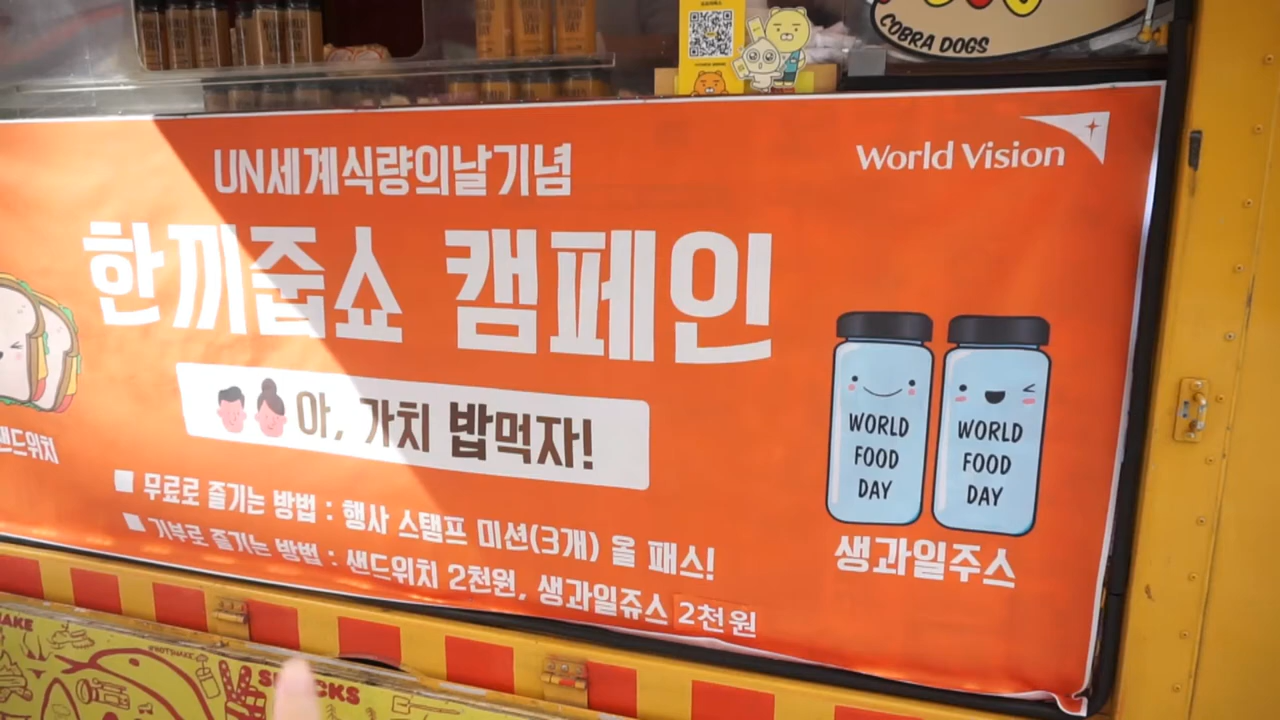 COBRA DOGS
World Vision
UN세계식량의날기념
한끼줍쇼 캠페인
아, 가치 밥먹자!
샌드위치
■ 무료로 즐기는 방법 : 행사 스탬프 미션(3개) 올 패스!
■ 기부로 즐기는 방법 : 샌드위치 2천원, 생과일쥬스 2천원
WORLD
FOOD
DAY
WORLD
FOOD
DAY
생과일주스